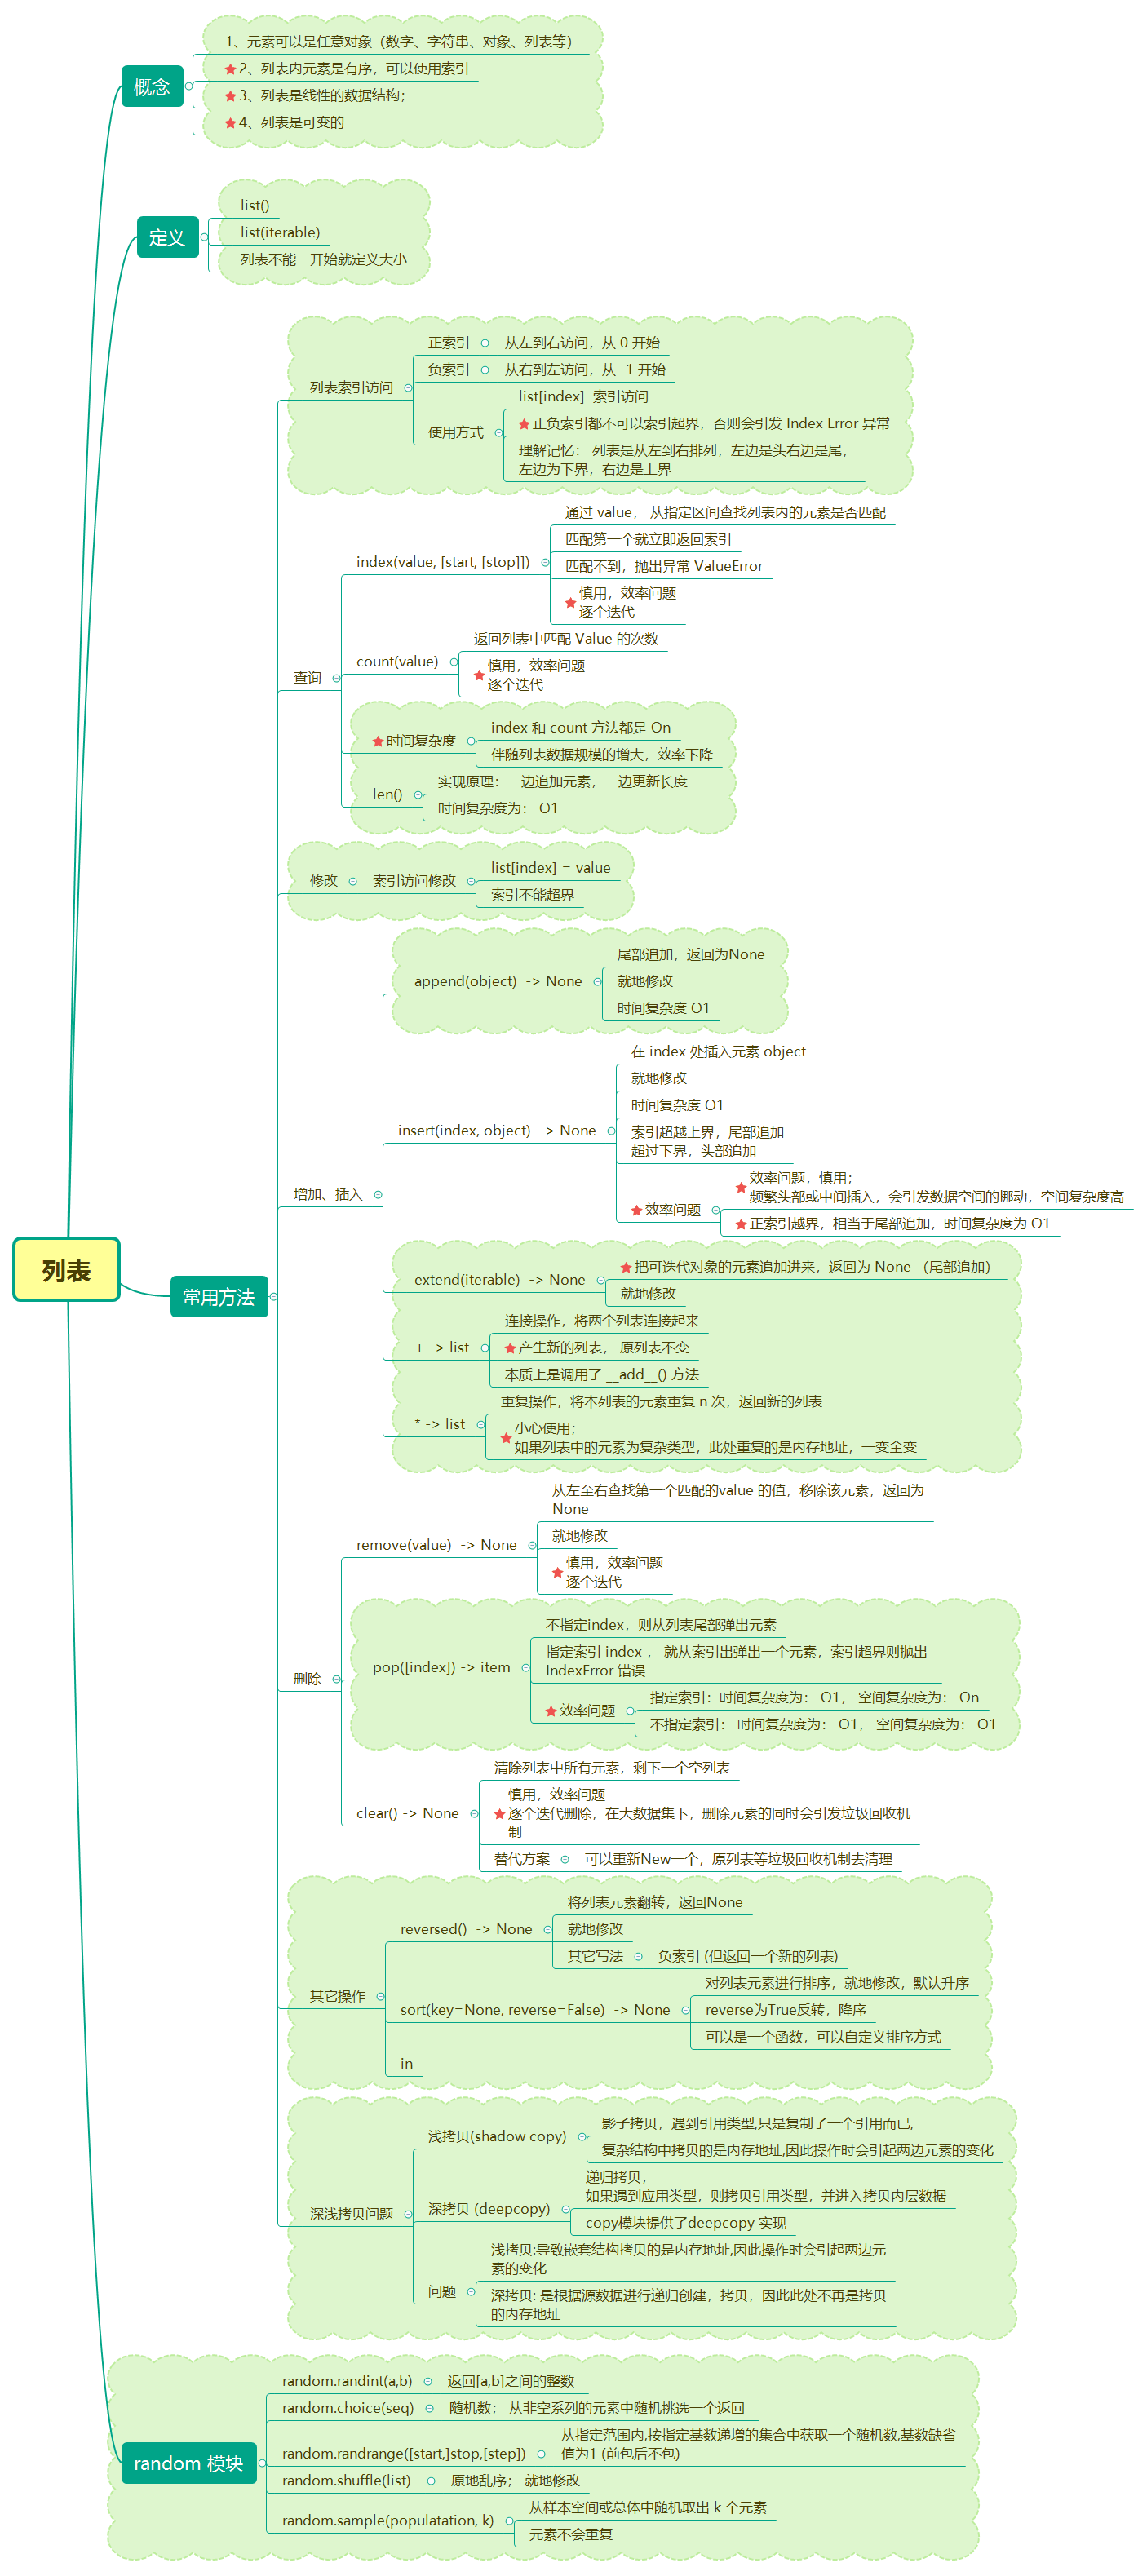 列表
概念
1、元素可以是任意对象（数字、字符串、对象、列表等）
2、列表内元素是有序，可以使用索引
3、列表是线性的数据结构；
4、列表是可变的
定义
list()
list(iterable)
列表不能一开始就定义大小
常用方法
列表索引访问
正索引
从左到右访问，从 0 开始
负索引
从右到左访问，从 -1 开始
使用方式
list[index] 索引访问
正负索引都不可以索引超界，否则会引发 Index Error 异常
理解记忆： 列表是从左到右排列，左边是头右边是尾，
左边为下界，右边是上界
查询
index(value, [start, [stop]])
通过 value， 从指定区间查找列表内的元素是否匹配
匹配第一个就立即返回索引
匹配不到，抛出异常 ValueError
慎用，效率问题
逐个迭代
count(value)
返回列表中匹配 Value 的次数
慎用，效率问题
逐个迭代
时间复杂度
index 和 count 方法都是 On
伴随列表数据规模的增大，效率下降
len()
实现原理：一边追加元素，一边更新长度
时间复杂度为： O1
修改
索引访问修改
list[index] = value
索引不能超界
增加、插入
append(object) -> None
尾部追加，返回为None
就地修改
时间复杂度 O1
insert(index, object) -> None
在 index 处插入元素 object
就地修改
时间复杂度 O1
索引超越上界，尾部追加
超过下界，头部追加
效率问题
效率问题，慎用；
频繁头部或中间插入，会引发数据空间的挪动，空间复杂度高
正索引越界，相当于尾部追加，时间复杂度为 O1
extend(iterable) -> None
把可迭代对象的元素追加进来，返回为 None （尾部追加）
就地修改
+ -> list
连接操作，将两个列表连接起来
产生新的列表， 原列表不变
本质上是调用了 __add__() 方法
* -> list
重复操作，将本列表的元素重复 n 次，返回新的列表
小心使用；
如果列表中的元素为复杂类型，此处重复的是内存地址，一变全变
删除
remove(value) -> None
从左至右查找第一个匹配的value 的值，移除该元素，返回为
None
就地修改
慎用，效率问题
逐个迭代
pop([index]) -> item
不指定index，则从列表尾部弹出元素
指定索引 index ， 就从索引出弹出一个元素，索引超界则抛出
IndexError 错误
效率问题
指定索引：时间复杂度为： O1， 空间复杂度为： On
不指定索引： 时间复杂度为： O1， 空间复杂度为： O1
clear() -> None
清除列表中所有元素，剩下一个空列表
慎用，效率问题
逐个迭代删除，在大数据集下，删除元素的同时会引发垃圾回收机
制
替代方案
可以重新New一个，原列表等垃圾回收机制去清理
其它操作
reversed() -> None
将列表元素翻转，返回None
就地修改
其它写法
负索引 (但返回一个新的列表)
sort(key=None, reverse=False) -> None
对列表元素进行排序，就地修改，默认升序
reverse为True反转，降序
可以是一个函数，可以自定义排序方式
in
深浅拷贝问题
浅拷贝(shadow copy)
影子拷贝，遇到引用类型,只是复制了一个引用而已,
复杂结构中拷贝的是内存地址,因此操作时会引起两边元素的变化
深拷贝 (deepcopy)
递归拷贝，
如果遇到应用类型，则拷贝引用类型，并进入拷贝内层数据
copy模块提供了deepcopy 实现
问题
浅拷贝:导致嵌套结构拷贝的是内存地址,因此操作时会引起两边元
素的变化
深拷贝: 是根据源数据进行递归创建，拷贝，因此此处不再是拷贝
的内存地址
random 模块
random.randint(a,b)
返回[a,b]之间的整数
random.choice(seq)
随机数； 从非空系列的元素中随机挑选一个返回
random.randrange([start,]stop,[step])
从指定范围内,按指定基数递增的集合中获取一个随机数,基数缺省
值为1 (前包后不包)
random.shuffle(list)
原地乱序； 就地修改
random.sample(populatation, k)
从样本空间或总体中随机取出 k 个元素
元素不会重复